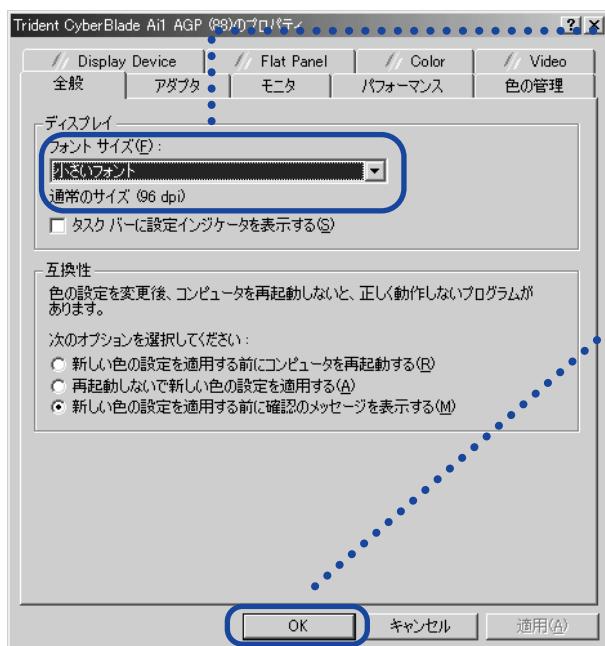 Trident CyberBlade Ai1 AGP (P8)のプロパティ
Display Device Flat Panel Color Video
全般 アダプタ モニタ パフォーマンス 色の管理
ディスプレイ
フォント サイズ(F) :
小さいフォント
通常のサイズ (96 dpi)
タスク バーに設定インジケータを表示する(S)
互換性
色の設定を変更後、コンピュータを再起動しないと、正しく動作しないプログラムが
あります。
次のオプションを選択してください :
新しい色の設定を適用する前にコンピュータを再起動する(R)
再起動しないで新しい色の設定を適用する(A)
新しい色の設定を適用する前に確認のメッセージを表示する(M)
OK キャンセル 適用(A)